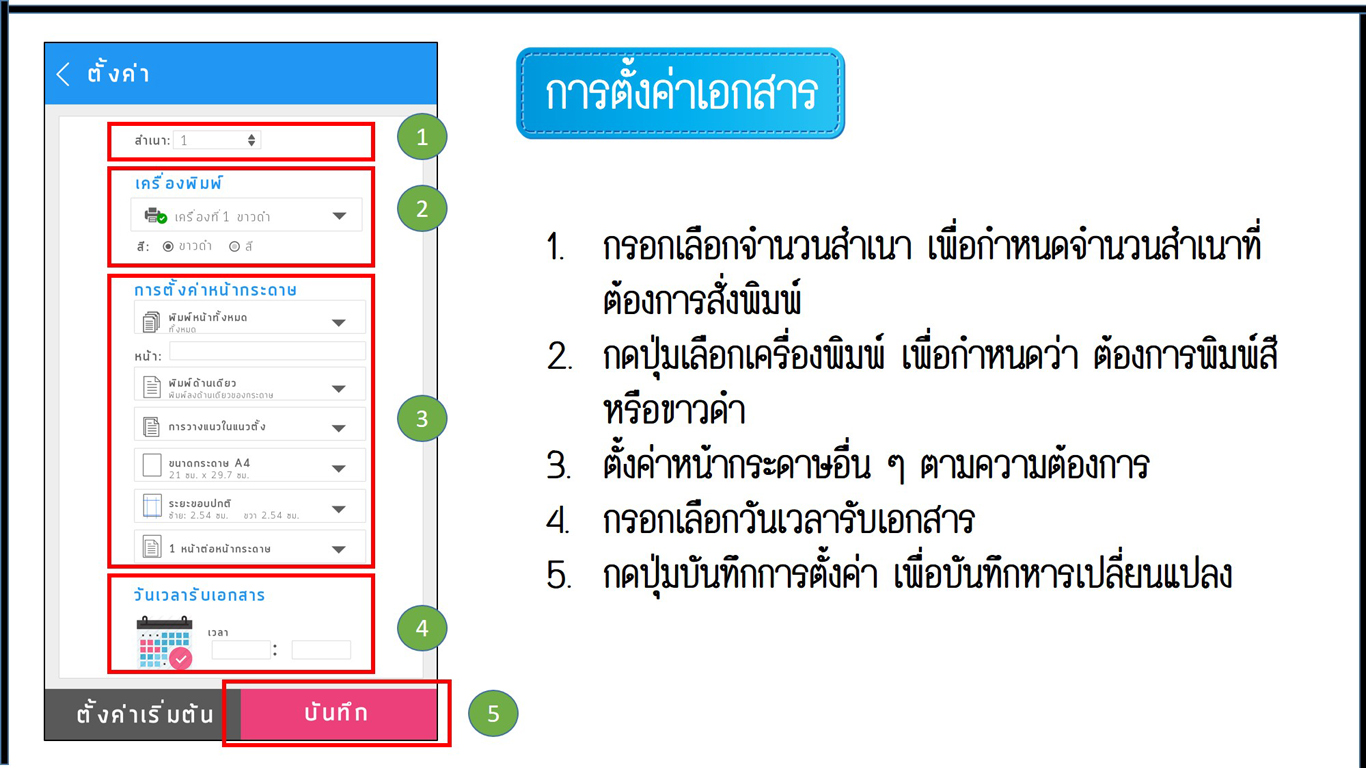 ตั้งค่า
สำเนา: 1
1
เครื่องพิมพ์
เครื่องที่ 1 ขาวดำ
สี: ขาวดำ สี
2
การตั้งค่าหน้ากระดาษ
พิมพ์หน้าทั้งหมด
ทั้งหมด
หน้า:
พิมพ์ด้านเดียว
พิมพ์ลงด้านเดียวของกระดาษ
การวางแนวในแนวตั้ง
3
ขนาดกระดาษ A4
21 ซม. x 29.7 ซม.
ระยะขอบปกติ
ซ้าย: 2.54 ซม. ขวา 2.54 ซม.
1 หน้าต่อหน้ากระดาษ
วันเวลารับเอกสาร
เวลา
:
4
ตั้งค่าเริ่มต้น
บันทึก
5
การตั้งค่าเอกสาร
1. กรอกเลือกจำนวนสำเนา เพื่อกำหนดจำนวนสำเนาที่
ต้องการสั่งพิมพ์
2. กดปุ่มเลือกเครื่องพิมพ์ เพื่อกำหนดว่า ต้องการพิมพ์สี
หรือขาวดำ
3. ตั้งค่าหน้ากระดาษอื่น ๆ ตามความต้องการ
4. กรอกเลือกวันเวลารับเอกสาร
5. กดปุ่มบันทึกการตั้งค่า เพื่อบันทึกหารเปลี่ยนแปลง